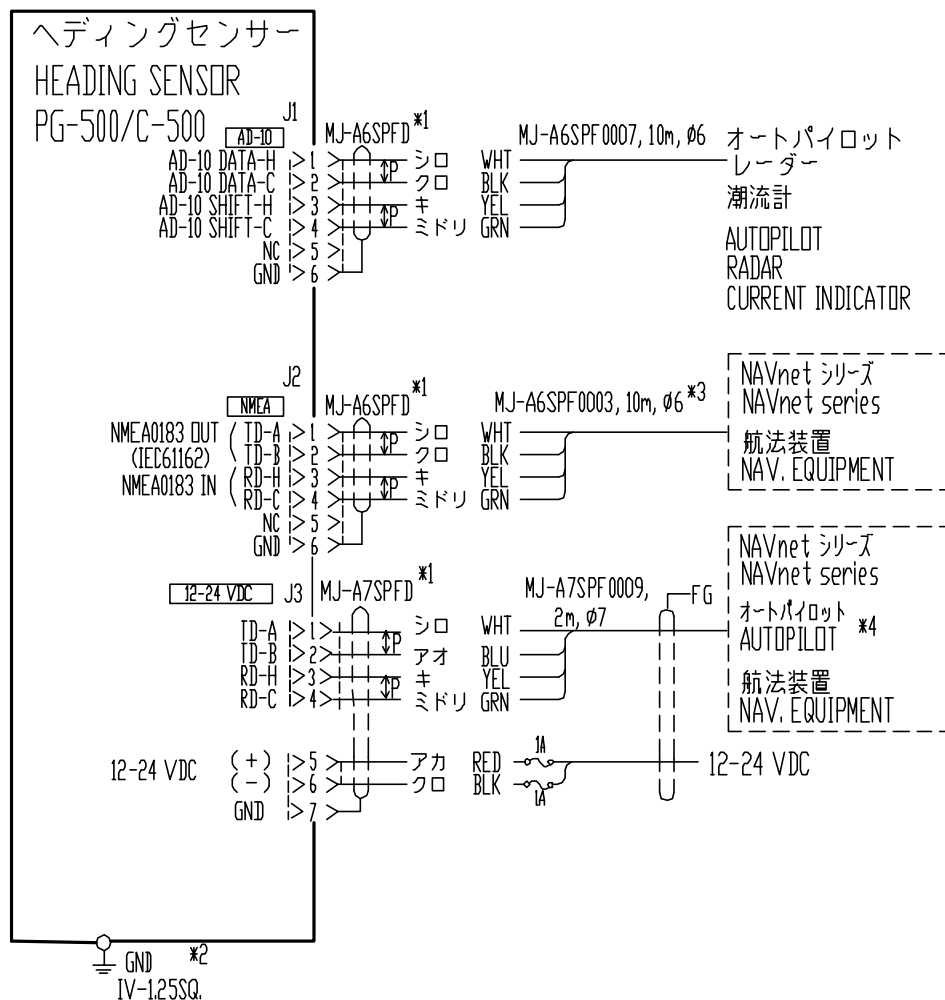 ヘディングセンサー
HEADING SENSOR
PG-500/C-500
J1
AD-10
MJ-A6SPFD *1
MJ-A6SPF0007, 10m, ø6
AD-10 DATA-H 1 P シロ WHT
AD-10 DATA-C 2 クロ BLK
AD-10 SHIFT-H 3 P キ YEL
AD-10 SHIFT-C 4 ミドリ GRN
NC 5
GND 6
オートパイロット
レーダー
潮流計
AUTOPILOT
RADAR
CURRENT INDICATOR
J2
NMEA
MJ-A6SPFD *1
MJ-A6SPF0003, 10m, ø6 *3
NMEA0183 OUT
(IEC61162)
NMEA0183 IN
( TD-A 1 P シロ WHT
TD-B 2 クロ BLK
( RD-H 3 P キ YEL
RD-C 4 ミドリ GRN
NC 5
GND 6
NAVnet シリーズ
NAVnet series
航法装置
NAV. EQUIPMENT
12-24 VDC
J3
MJ-A7SPFD *1
MJ-A7SPF0009,
2m, ø7
FG
TD-A 1 P シロ WHT
TD-B 2 アオ BLU
RD-H 3 P キ YEL
RD-C 4 ミドリ GRN
NAVnet シリーズ
NAVnet series
オートパイロット
AUTOPILOT *4
航法装置
NAV. EQUIPMENT
12-24 VDC
(+) 5 アカ RED 1A
(-) 6 クロ BLK 1A
GND 7
12-24 VDC
GND *2
IV-1.25SQ.